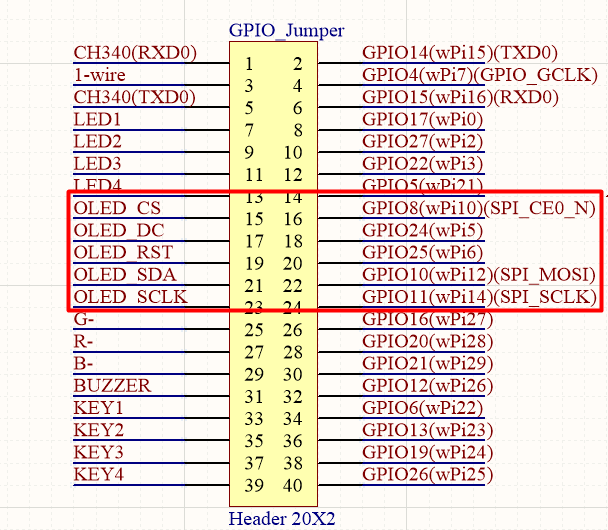 GPIO_Jumper
CH340(RXD0) 1 2 GPIO14(wPi15)(TXD0)
1-wire 3 4 GPIO4(wPi7)(GPIO_GCLK)
CH340(TXD0) 5 6 GPIO15(wPi16)(RXD0)
LED1 7 8 GPIO17(wPi0)
LED2 9 10 GPIO27(wPi2)
LED3 11 12 GPIO22(wPi3)
LED4 13 14 GPIO5(wPi21)
OLED_CS 15 16 GPIO8(wPi10)(SPI_CE0_N)
OLED_DC 17 18 GPIO24(wPi5)
OLED_RST 19 20 GPIO25(wPi6)
OLED_SDA 21 22 GPIO10(wPi12)(SPI_MOSI)
OLED_SCLK 23 24 GPIO11(wPi14)(SPI_SCLK)
G- 25 26 GPIO16(wPi27)
R- 27 28 GPIO20(wPi28)
B- 29 30 GPIO21(wPi29)
BUZZER 31 32 GPIO12(wPi26)
KEY1 33 34 GPIO6(wPi22)
KEY2 35 36 GPIO13(wPi23)
KEY3 37 38 GPIO19(wPi24)
KEY4 39 40 GPIO26(wPi25)
Header 20X2